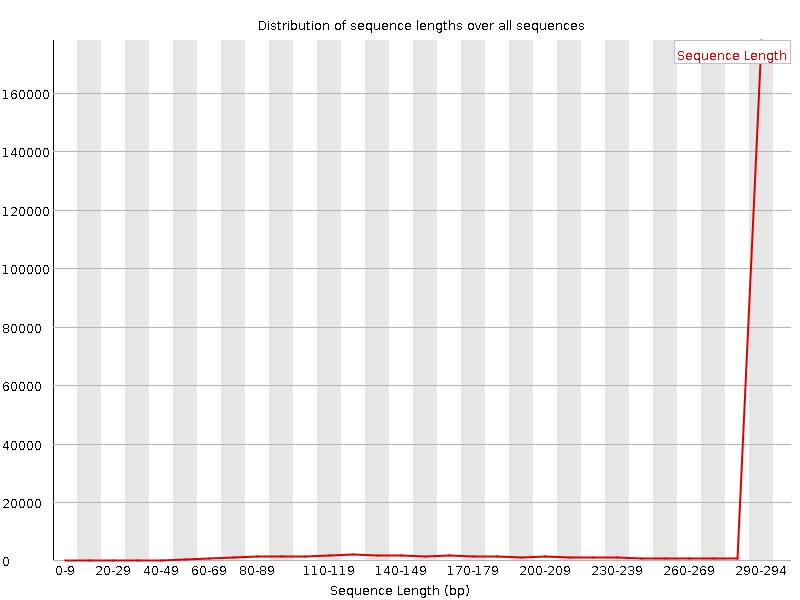 Distribution of sequence lengths over all sequences
Sequence Length
160000
140000
120000
100000
80000
60000
40000
20000
0
0-9 20-29 40-49 60-69 80-89 110-119 140-149 170-179 200-209 230-239 260-269 290-294
Sequence Length (bp)